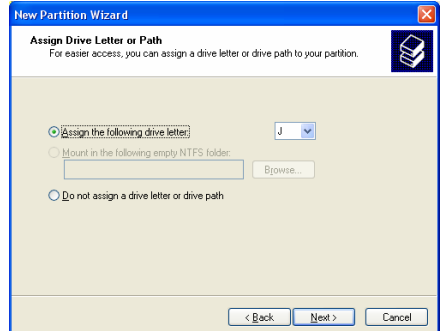 New Partition Wizard
Assign Drive Letter or Path
For easier access, you can assign a drive letter or drive path to your partition.
Assign the following drive letter: J
Mount in the following empty NTFS folder:
Browse...
Do not assign a drive letter or drive path
< Back Next > Cancel